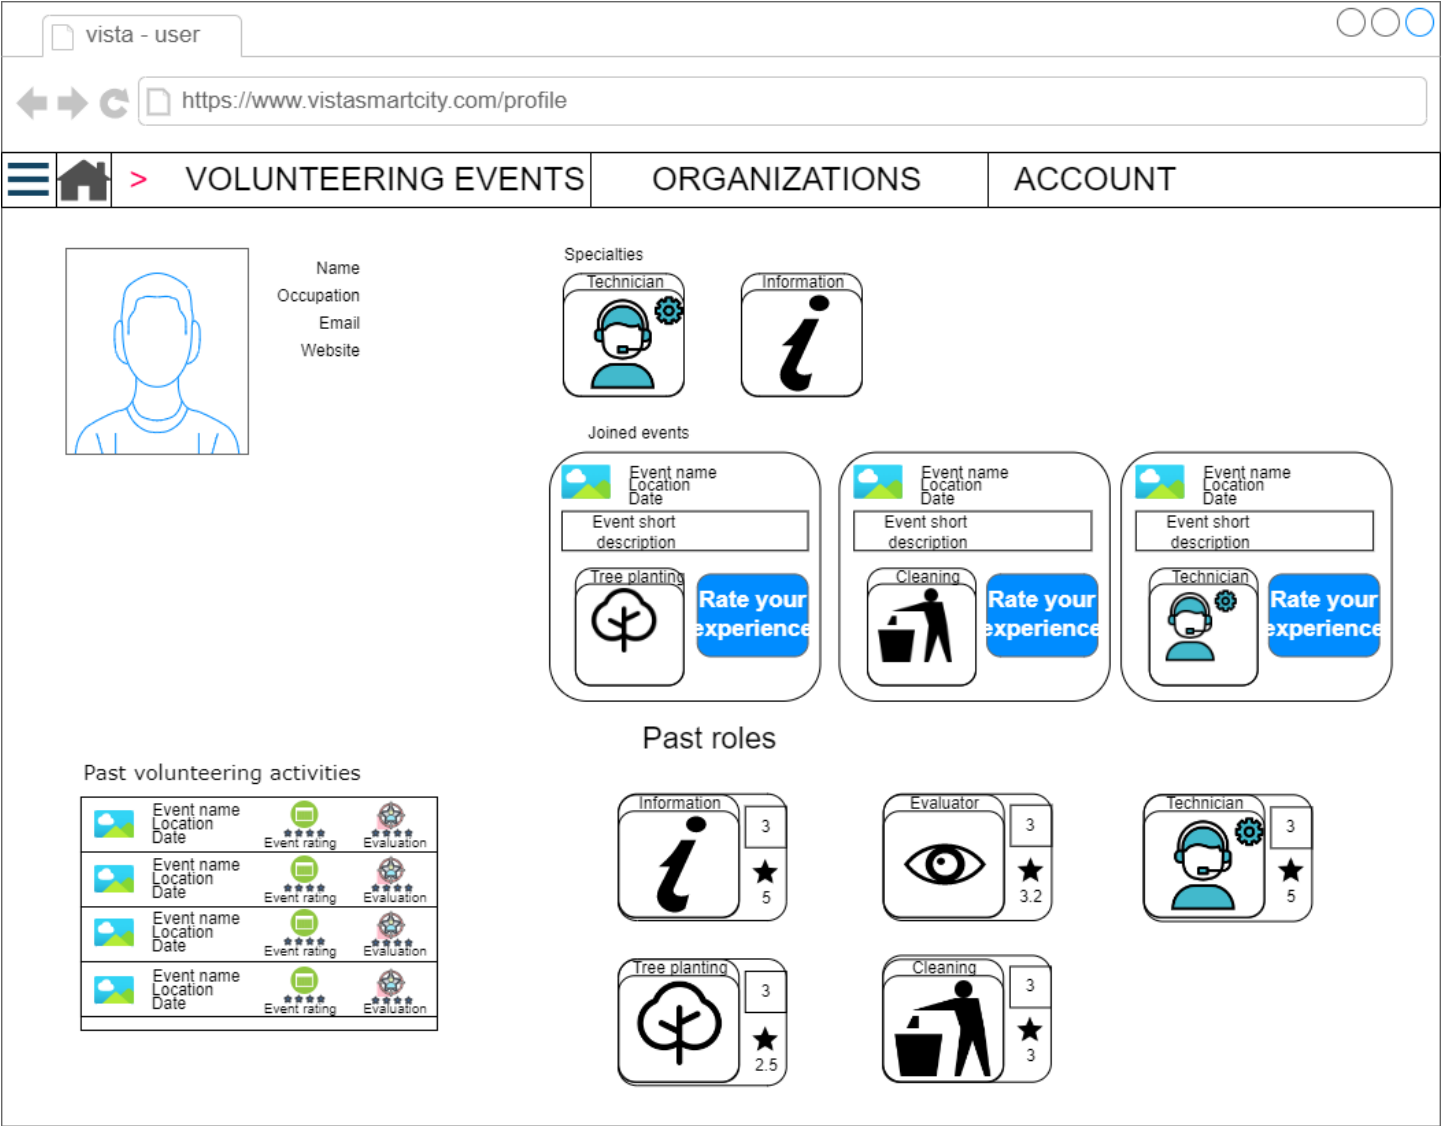 vista - user
https://www.vistasmartcity.com/profile
> VOLUNTEERING EVENTS ORGANIZATIONS ACCOUNT
Name
Occupation
Email
Website
Specialties
Technician
Information
Joined events
Event name
Location
Date
Event short
description
Tree planting
Rate your
experience
Event name
Location
Date
Event short
description
Cleaning
Rate your
experience
Event name
Location
Date
Event short
description
Technician
Rate your
experience
Past volunteering activities
Event name
Location
Date
Event rating
Evaluation
Event name
Location
Date
Event rating
Evaluation
Event name
Location
Date
Event rating
Evaluation
Event name
Location
Date
Event rating
Evaluation
Past roles
Information
3
5
Evaluator
3
3.2
Technician
3
5
Tree planting
3
2.5
Cleaning
3
3